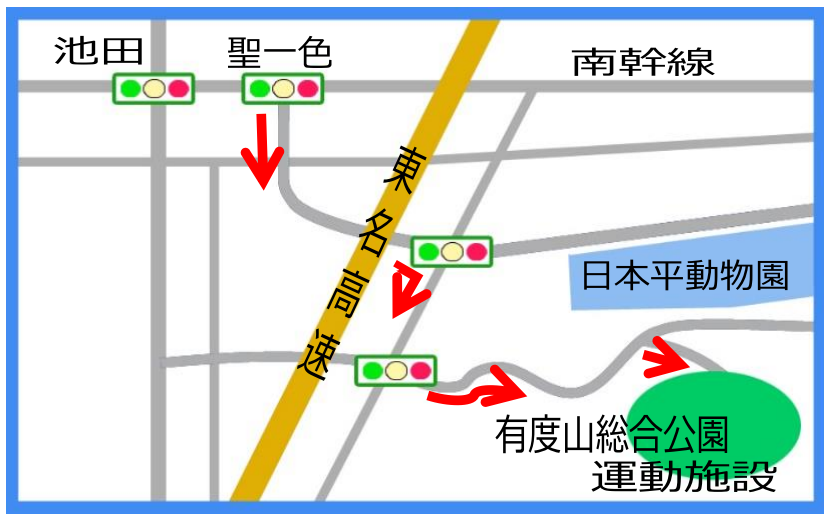 池田
聖一色
南幹線
東名高速
日本平動物園
有度山総合公園
運動施設